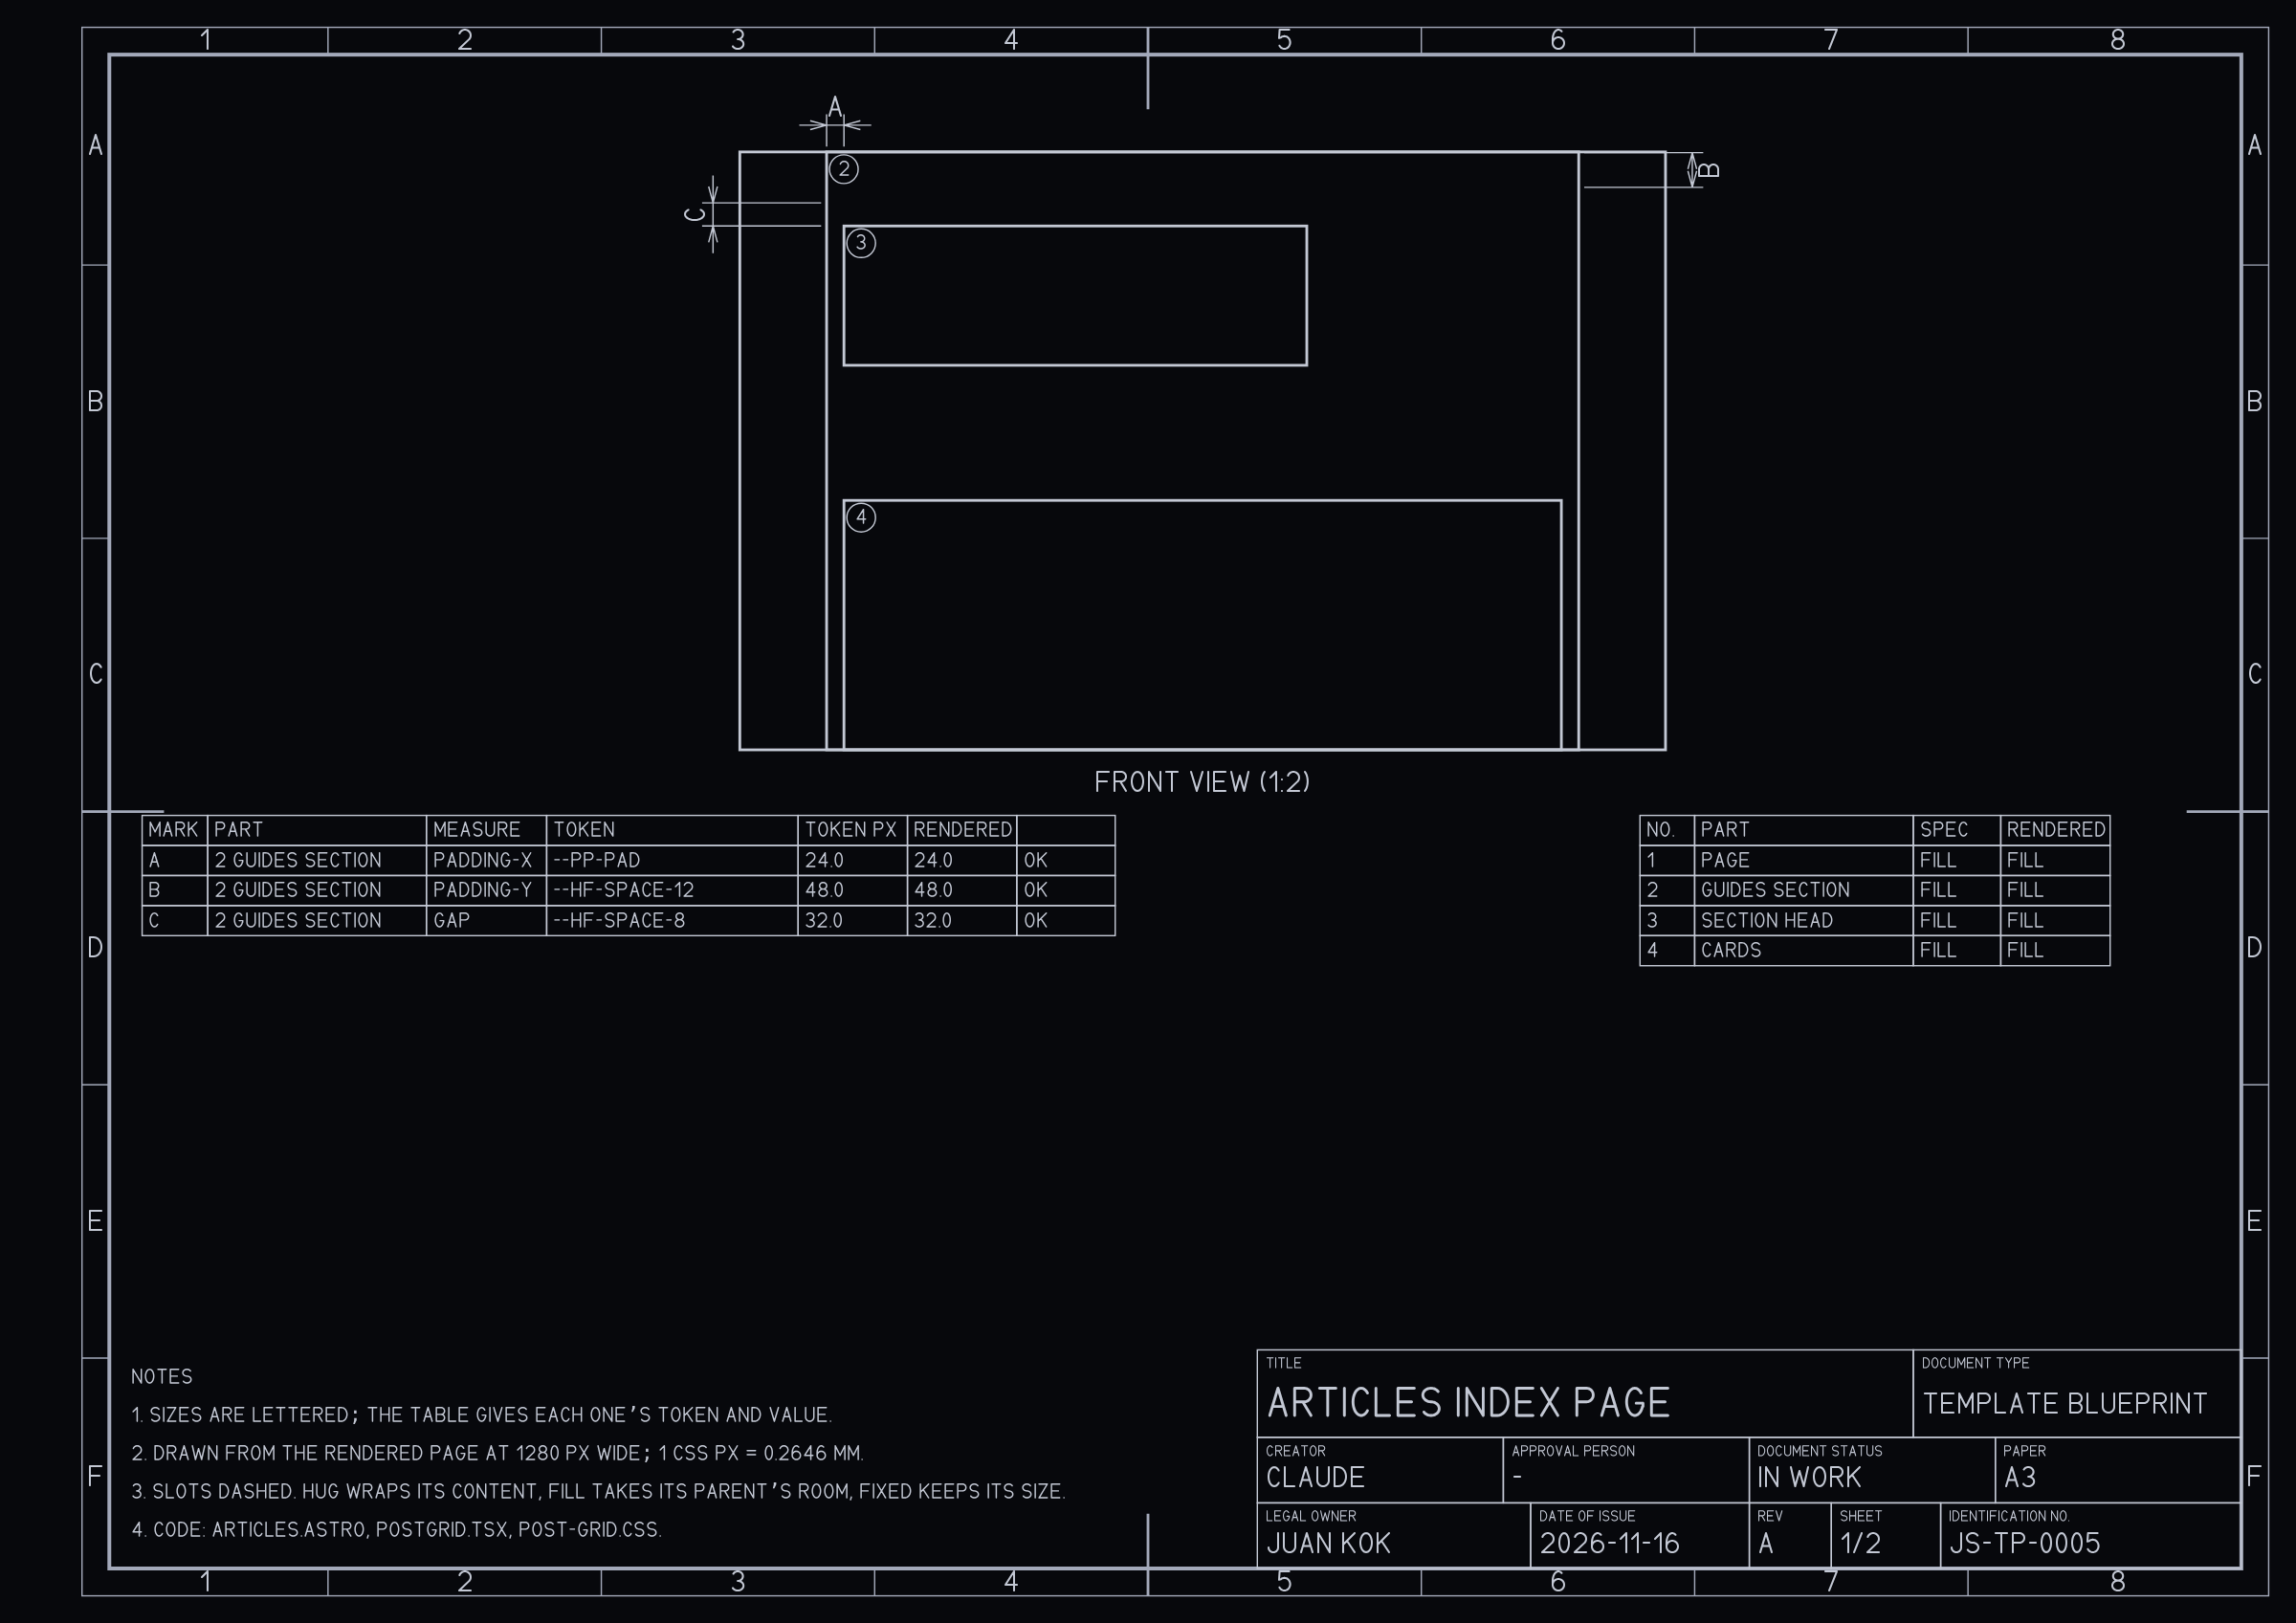 1 2 3 4 5 6 7 8
A
A A
B
2
C
3
B B
4
C C
FRONT VIEW (1:2)
MARK PART MEASURE TOKEN TOKEN PX RENDERED
A 2 GUIDES SECTION PADDING-X --PP-PAD 24.0 24.0 OK
B 2 GUIDES SECTION PADDING-Y --HF-SPACE-12 48.0 48.0 OK
C 2 GUIDES SECTION GAP --HF-SPACE-8 32.0 32.0 OK
NO. PART SPEC RENDERED
1 PAGE FILL FILL
2 GUIDES SECTION FILL FILL
3 SECTION HEAD FILL FILL
4 CARDS FILL FILL
D D
E E
NOTES
1. SIZES ARE LETTERED; THE TABLE GIVES EACH ONE'S TOKEN AND VALUE.
2. DRAWN FROM THE RENDERED PAGE AT 1280 PX WIDE; 1 CSS PX = 0.2646 MM.
3. SLOTS DASHED. HUG WRAPS ITS CONTENT, FILL TAKES ITS PARENT'S ROOM, FIXED KEEPS ITS SIZE.
4. CODE: ARTICLES.ASTRO, POSTGRID.TSX, POST-GRID.CSS.
TITLE
ARTICLES INDEX PAGE
DOCUMENT TYPE
TEMPLATE BLUEPRINT
CREATOR
CLAUDE
APPROVAL PERSON
-
DOCUMENT STATUS
IN WORK
PAPER
A3
LEGAL OWNER
JUAN KOK
DATE OF ISSUE
2026-11-16
REV
A
SHEET
1/2
IDENTIFICATION NO.
JS-TP-0005
F F
1 2 3 4 5 6 7 8